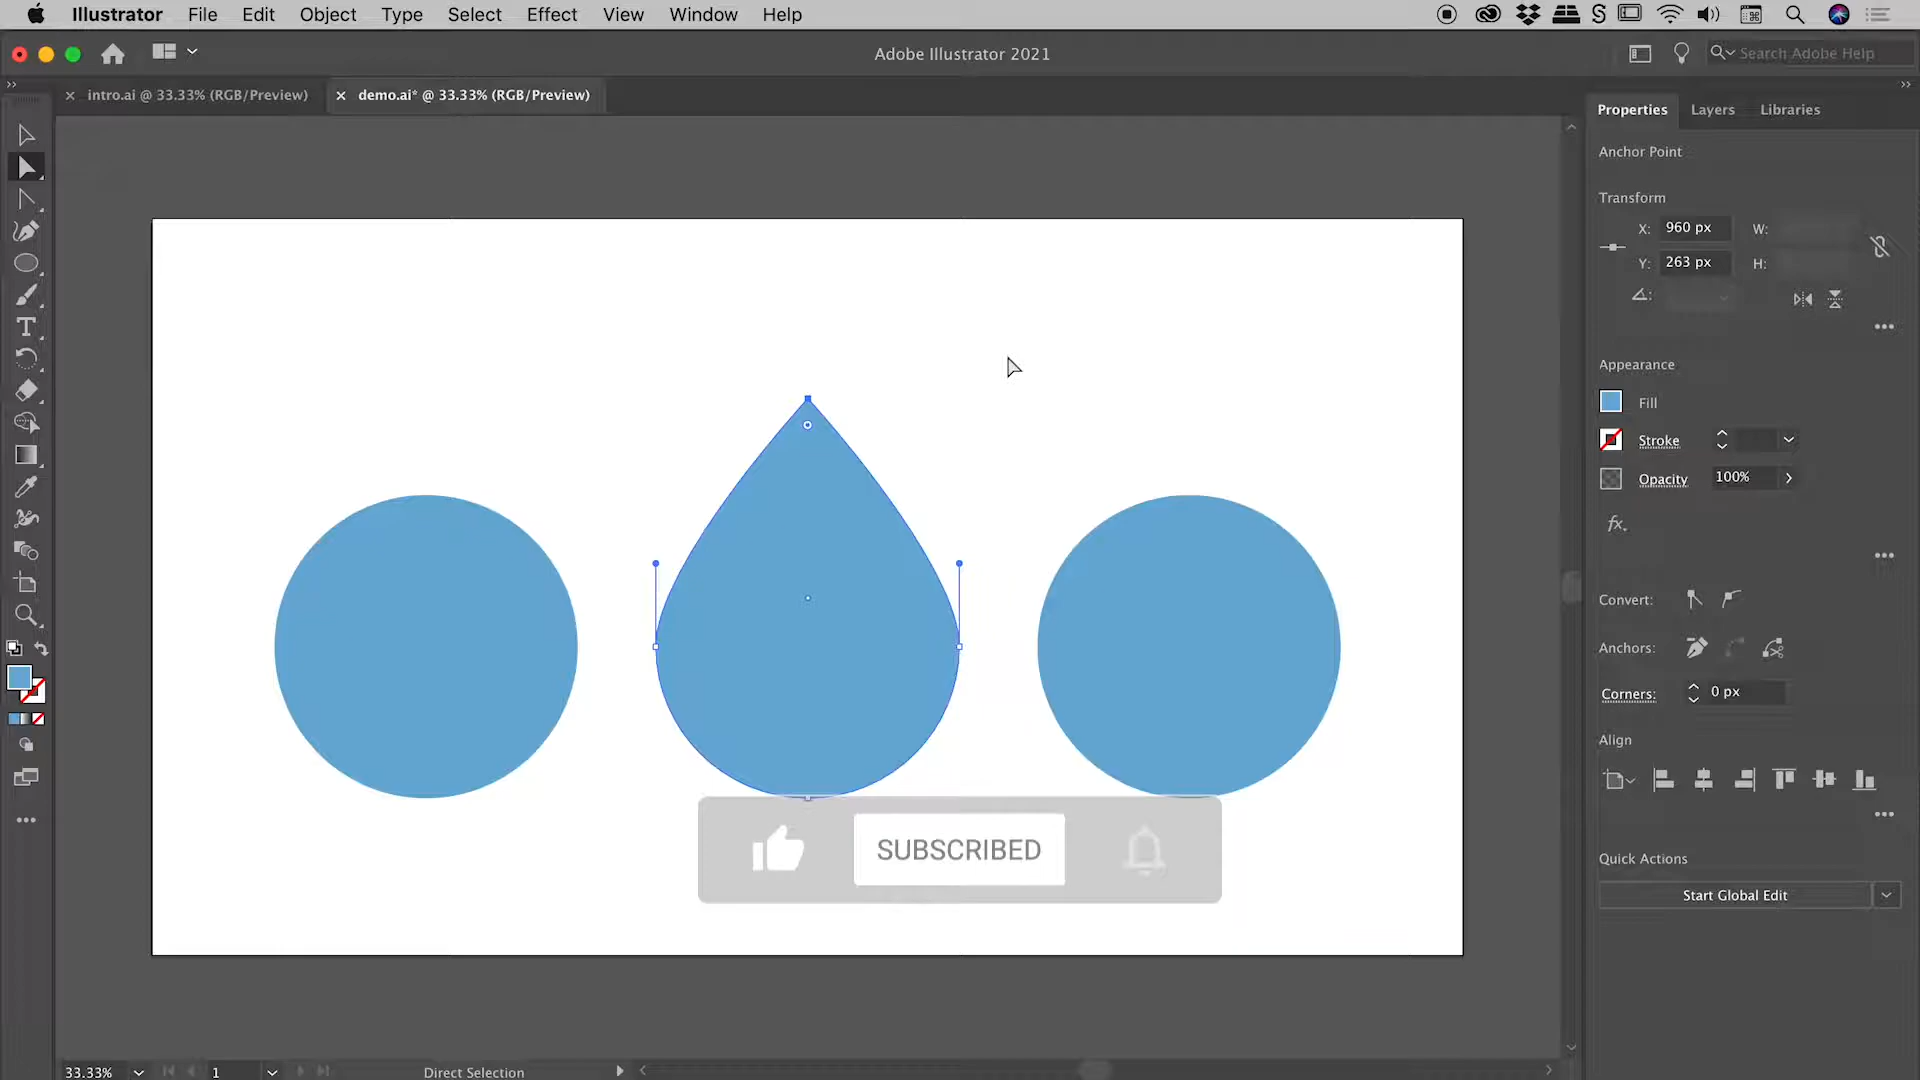 Illustrator File Edit Object Type Select Effect View Window Help
Adobe Illustrator 2021
Search Adobe Help
intro.ai @ 33.33% (RGB/Preview)
demo.ai* @ 33.33% (RGB/Preview)
Properties Layers Libraries
Anchor Point
Transform
X: 960 px W:
Y: 263 px H:
Appearance
Fill
Stroke
Opacity 100%
fx.
Convert:
Anchors:
Corners: 0 px
Align
Quick Actions
Start Global Edit
SUBSCRIBED
33.33% 1 Direct Selection